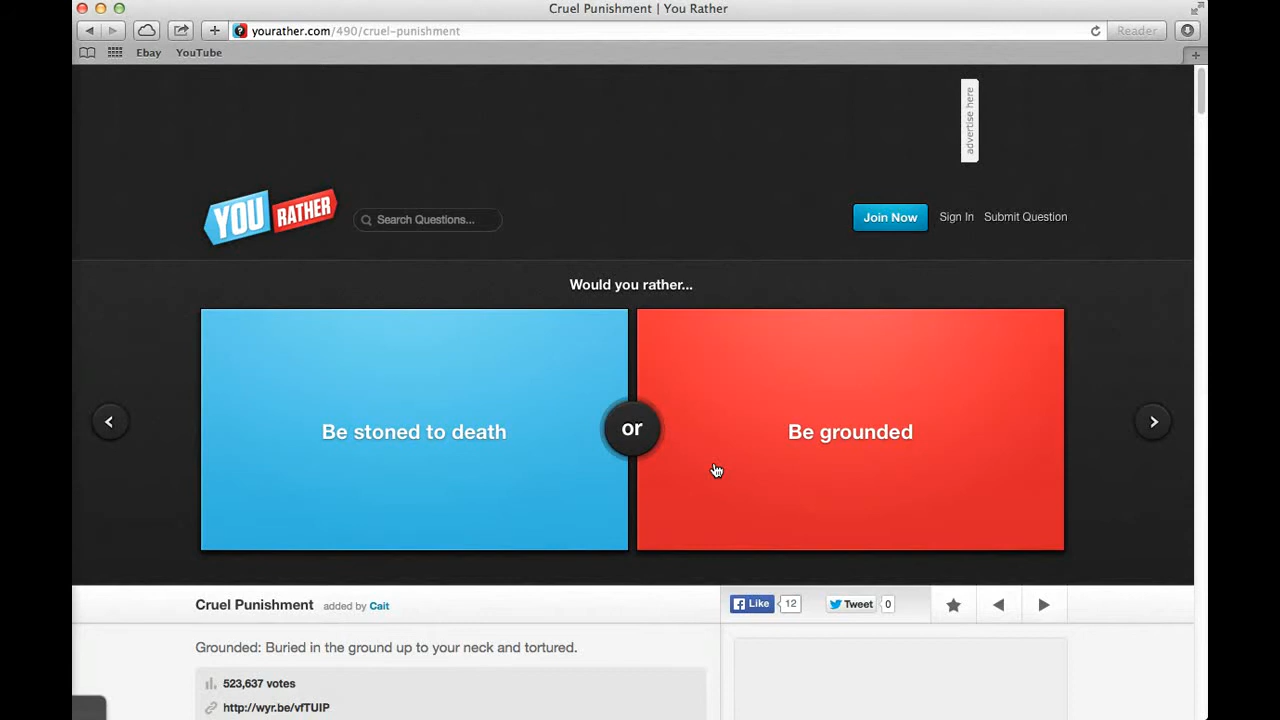 Cruel Punishment | You Rather
yourather.com/490/cruel-punishment
Reader
Ebay
YouTube
advertise here
YOU RATHER
Search Questions...
Join Now
Sign In
Submit Question
Would you rather...
Be stoned to death
or
Be grounded
Cruel Punishment added by Cait
Like 12
Tweet 0
Grounded: Buried in the ground up to your neck and tortured.
523,637 votes
http://wyr.be/vfTUIP